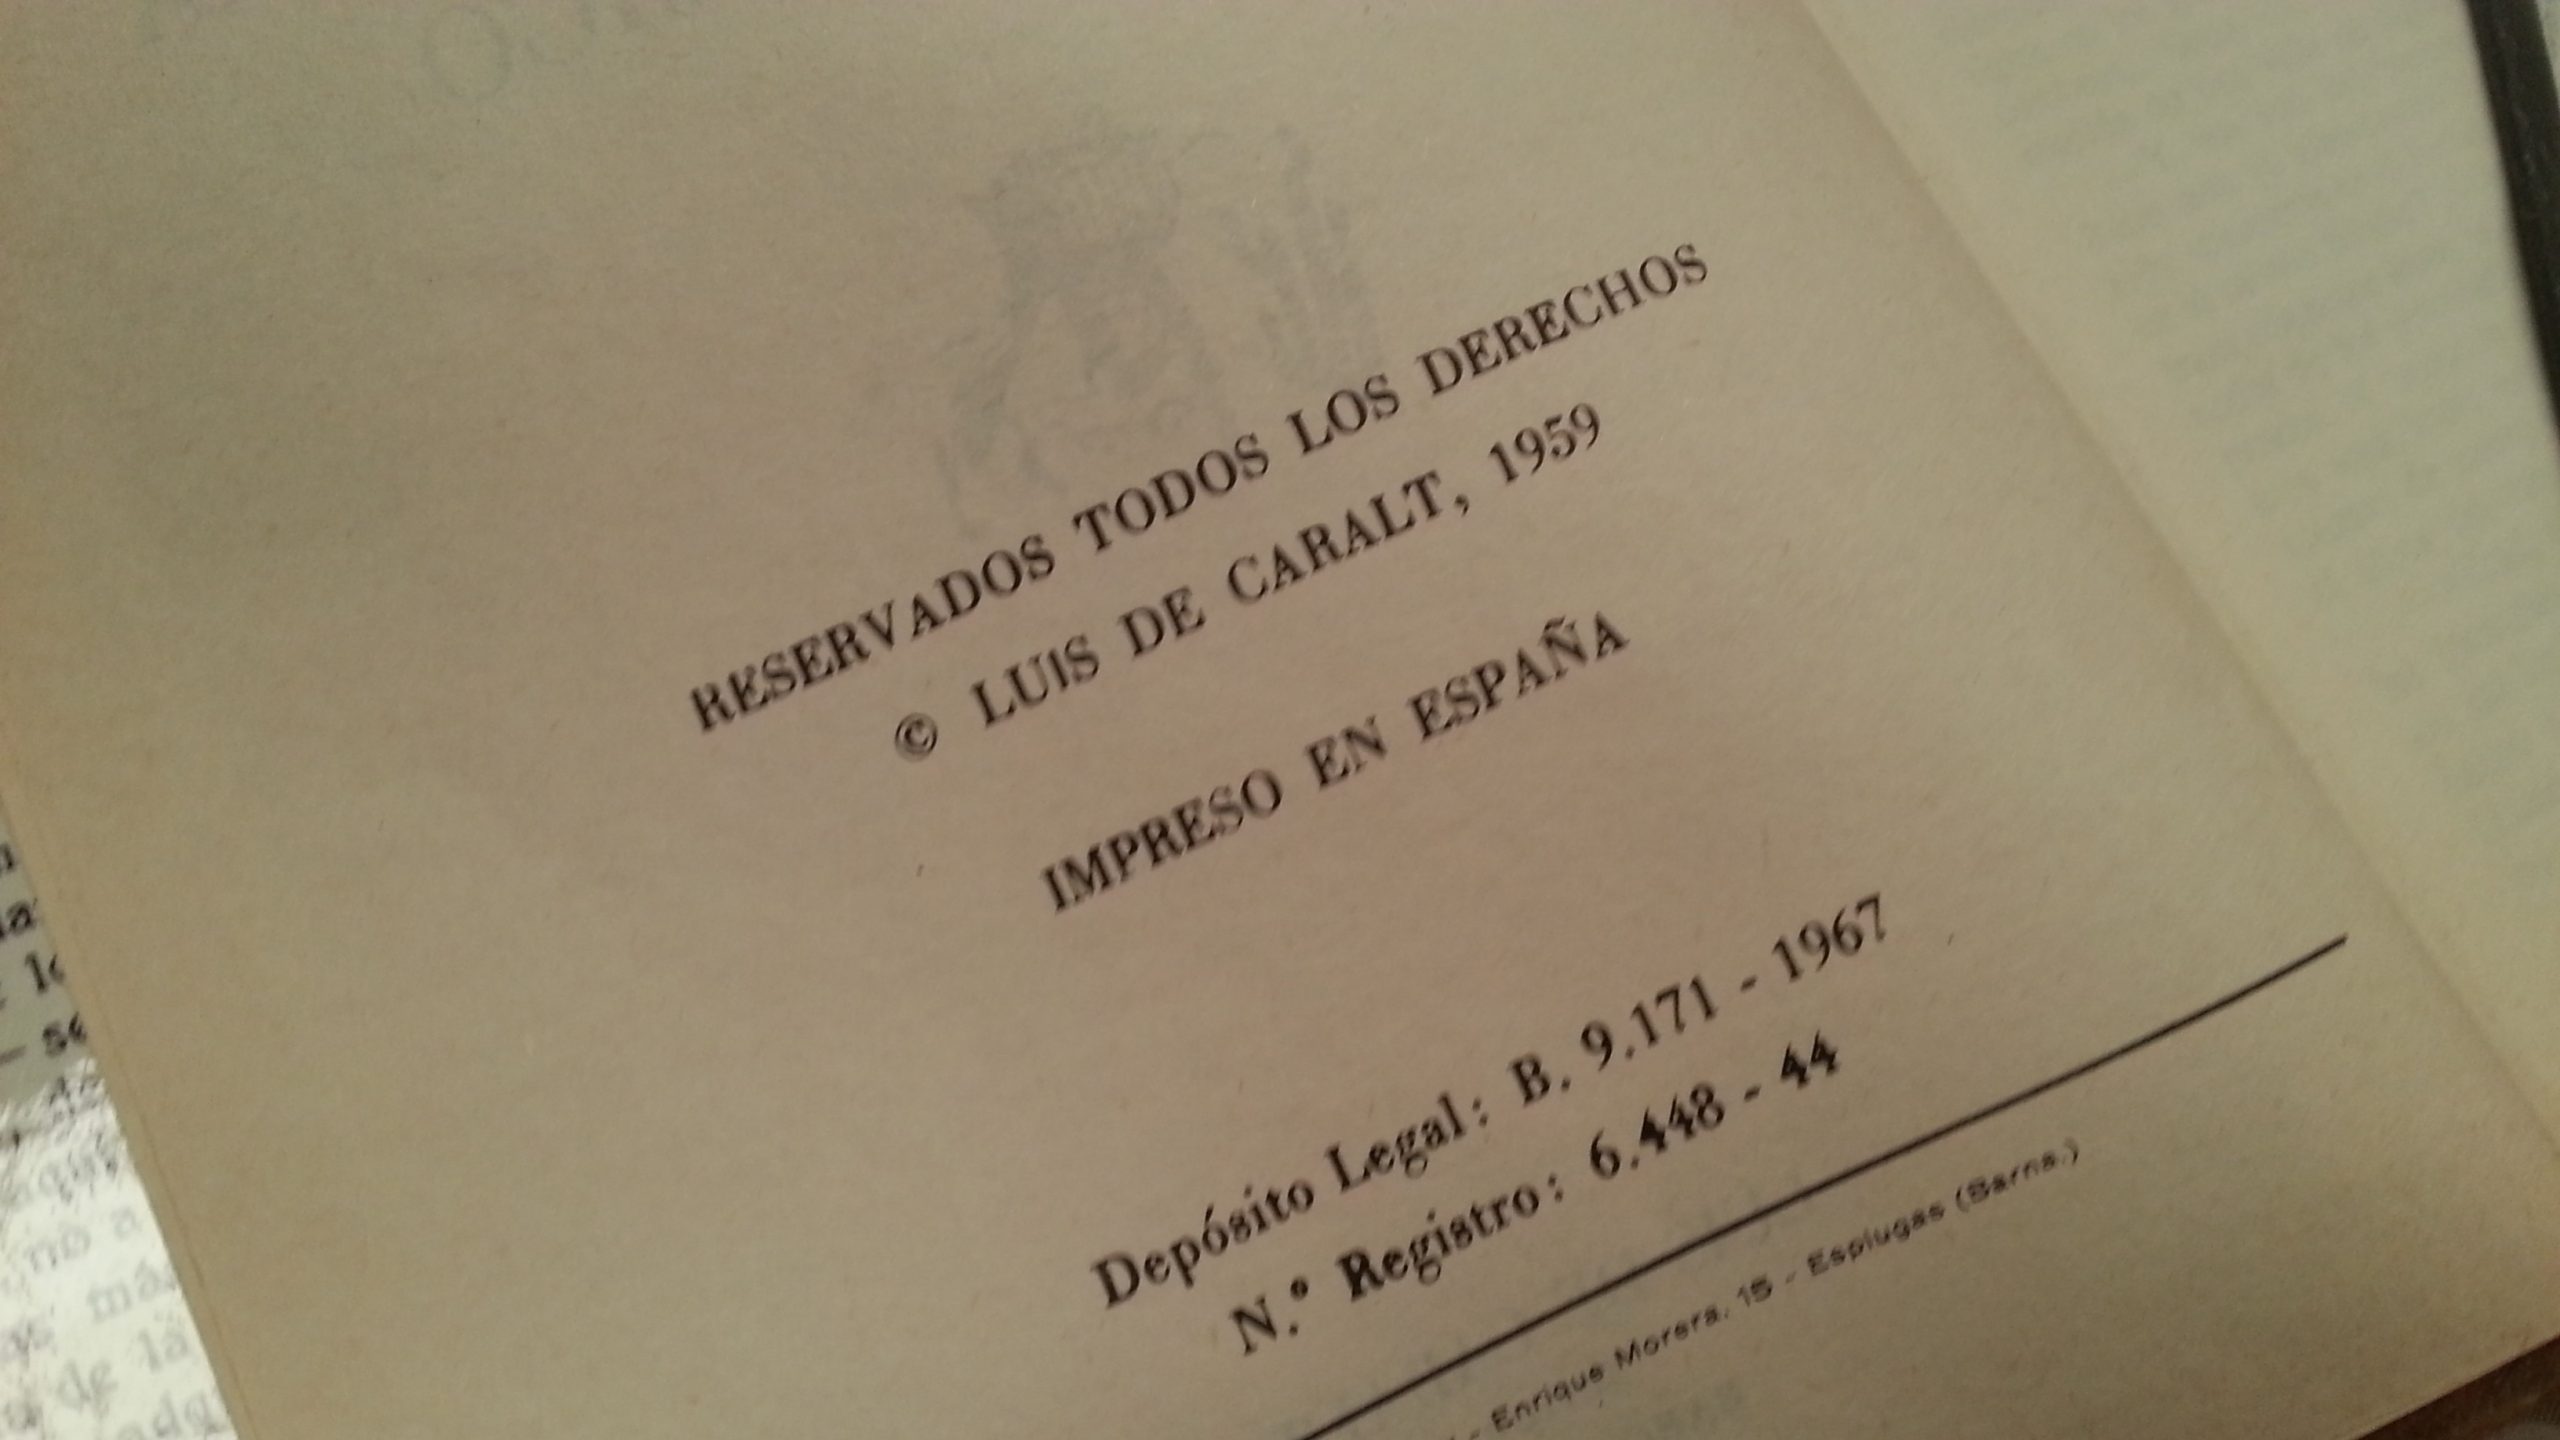 RESERVADOS TODOS LOS DERECHOS
© LUIS DE CARALT, 1959
IMPRESO EN ESPAÑA
Depósito Legal: B. 9.171 - 1967
N.º Registro: 6.448 - 44
- Enrique Morera, 15 - Esplugas (Barna.)